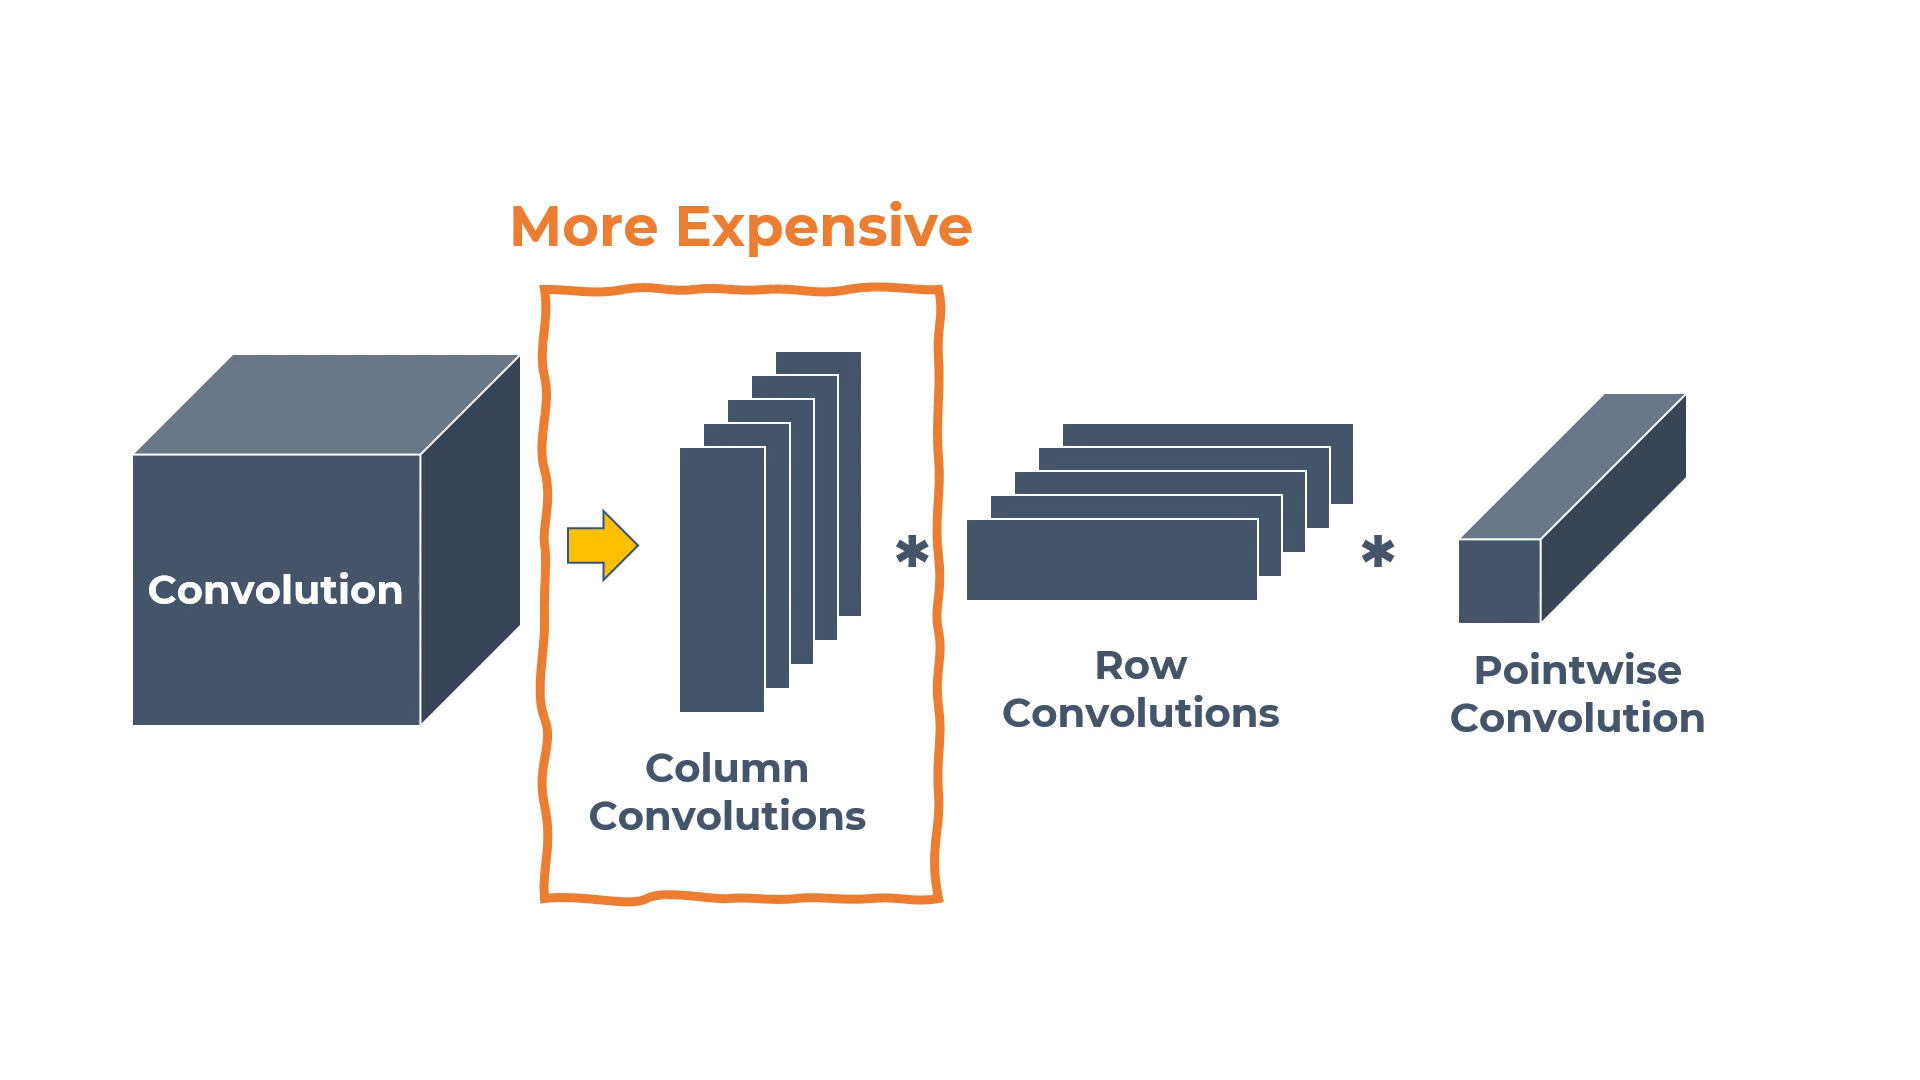 More Expensive
Convolution
*
*
Column
Convolutions
Row
Convolutions
Pointwise
Convolution